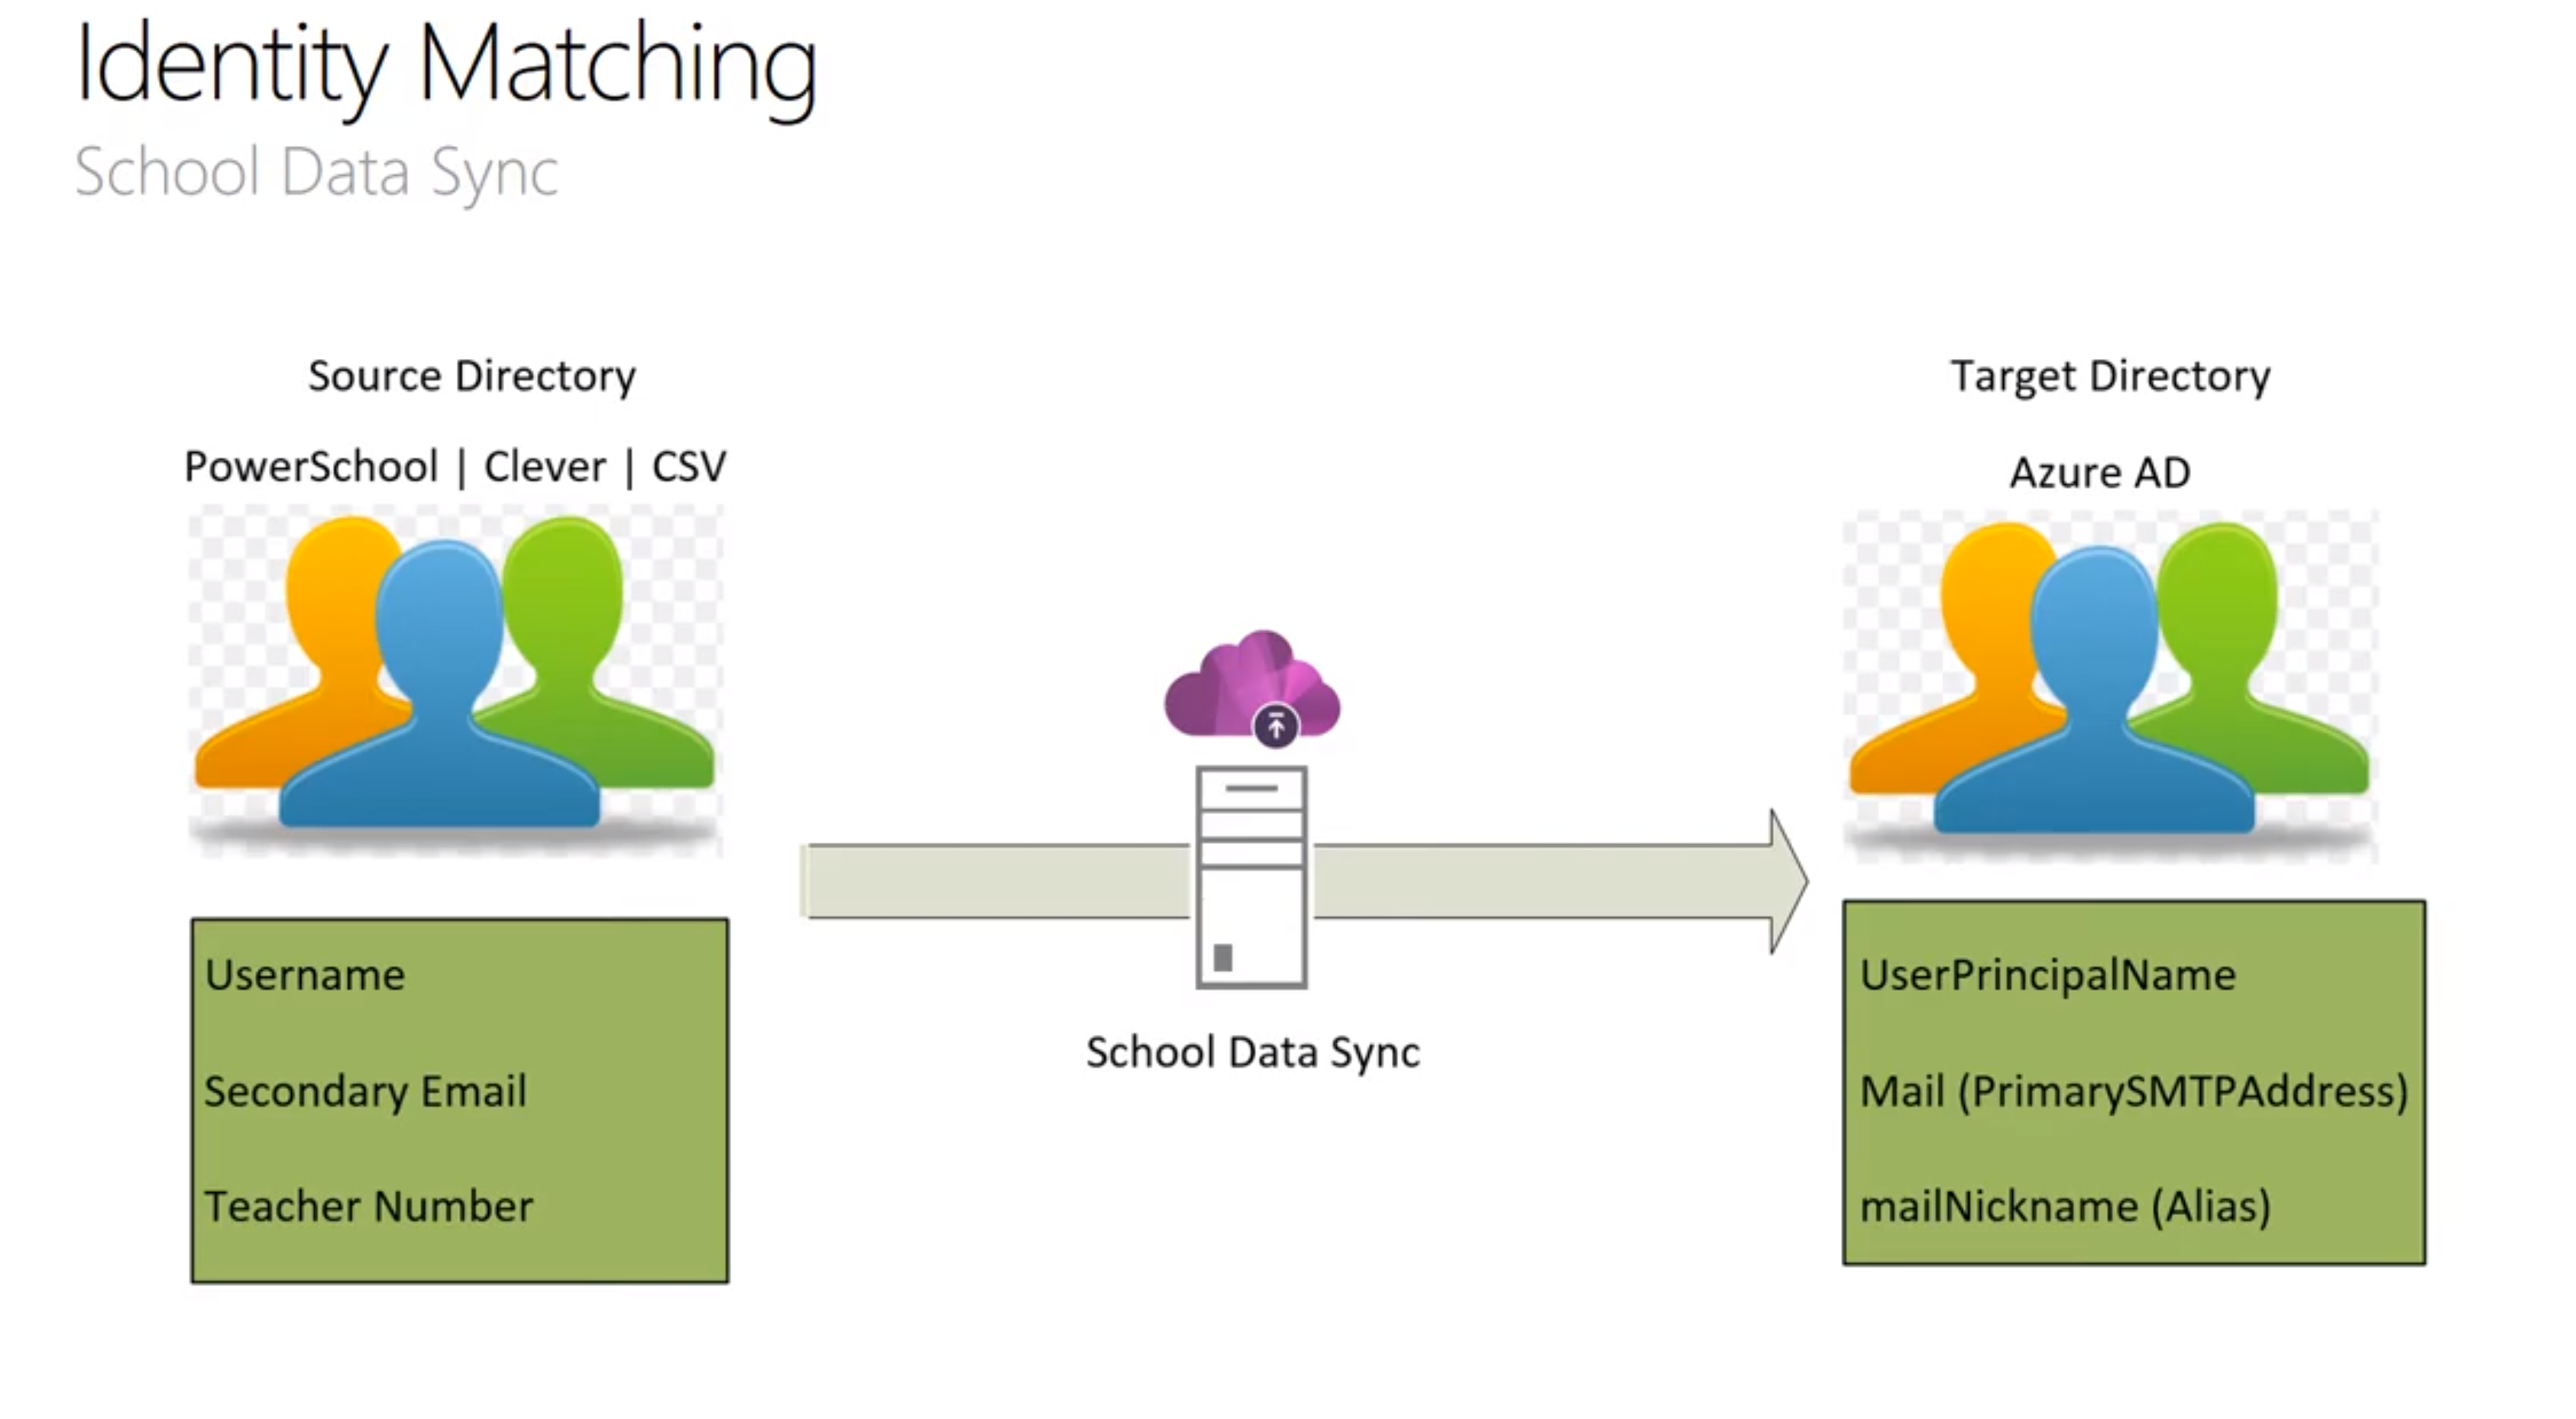 Identity Matching
School Data Sync
Source Directory
PowerSchool | Clever | CSV
Username
Secondary Email
Teacher Number
School Data Sync
Target Directory
Azure AD
UserPrincipalName
Mail (PrimarySMTPAddress)
mailNickname (Alias)